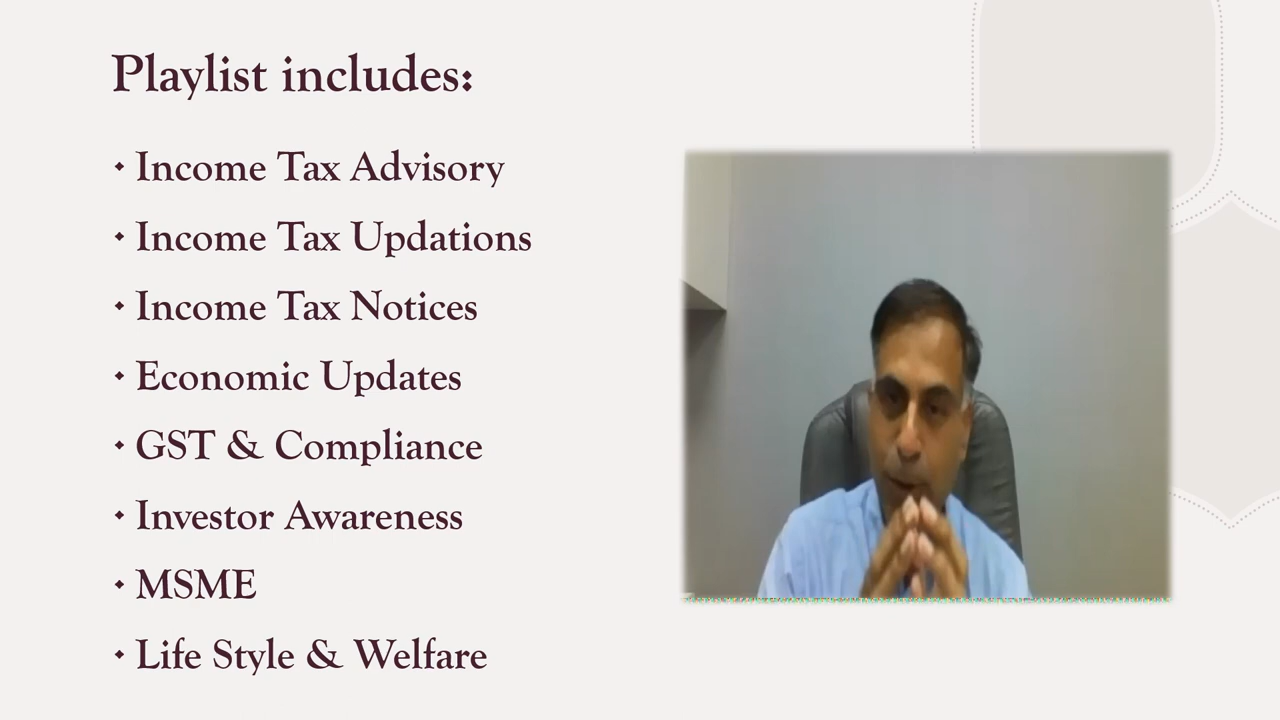 Playlist includes:
• Income Tax Advisory
• Income Tax Updations
• Income Tax Notices
• Economic Updates
• GST & Compliance
• Investor Awareness
• MSME
• Life Style & Welfare